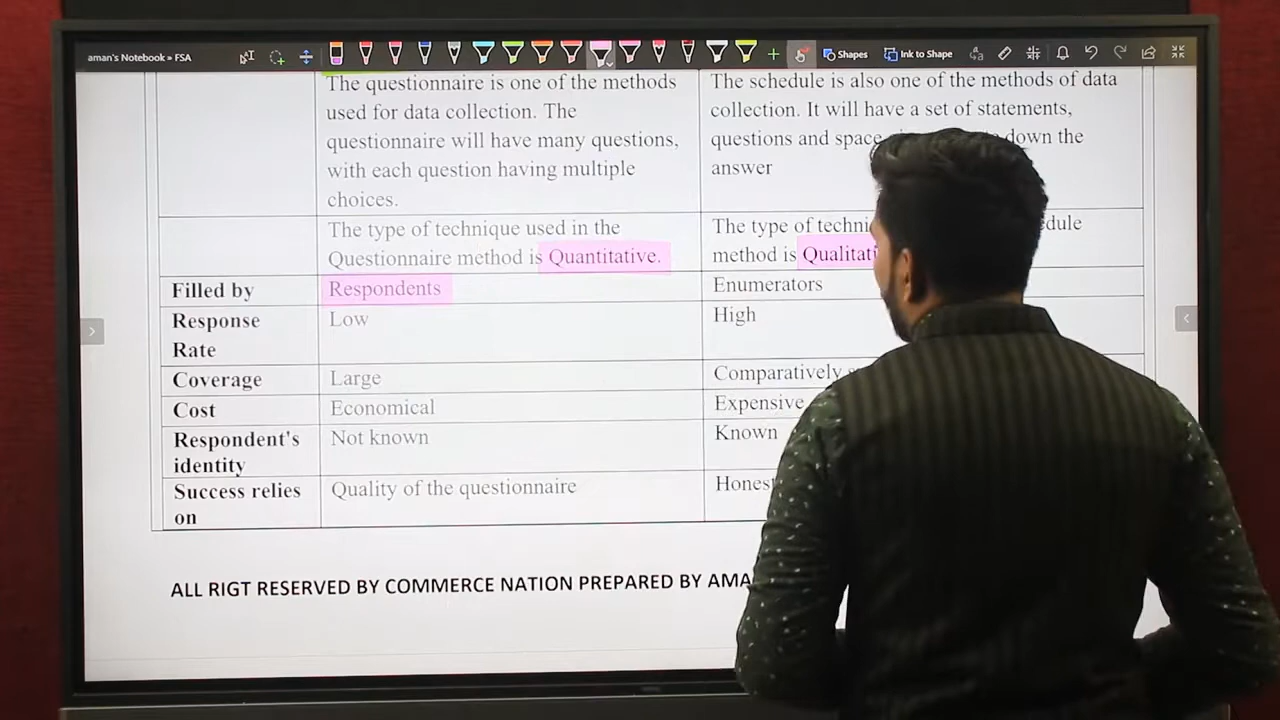 aman's Notebook » FSA
Shapes
Ink to Shape
The questionnaire is one of the methods
used for data collection. The
questionnaire will have many questions,
with each question having multiple
choices.
The schedule is also one of the methods of data
collection. It will have a set of statements,
questions and space down the
answer
The type of technique used in the
Questionnaire method is Quantitative.
The type of
method is
Filled by
Respondents
Enumerators
Response
Rate
Low
High
Coverage
Large
Comparatively
Cost
Economical
Expensive
Respondent's
identity
Not known
Known
Success relies
on
Quality of the questionnaire
ALL RIGT RESERVED BY COMMERCE NATION PREPARED BY